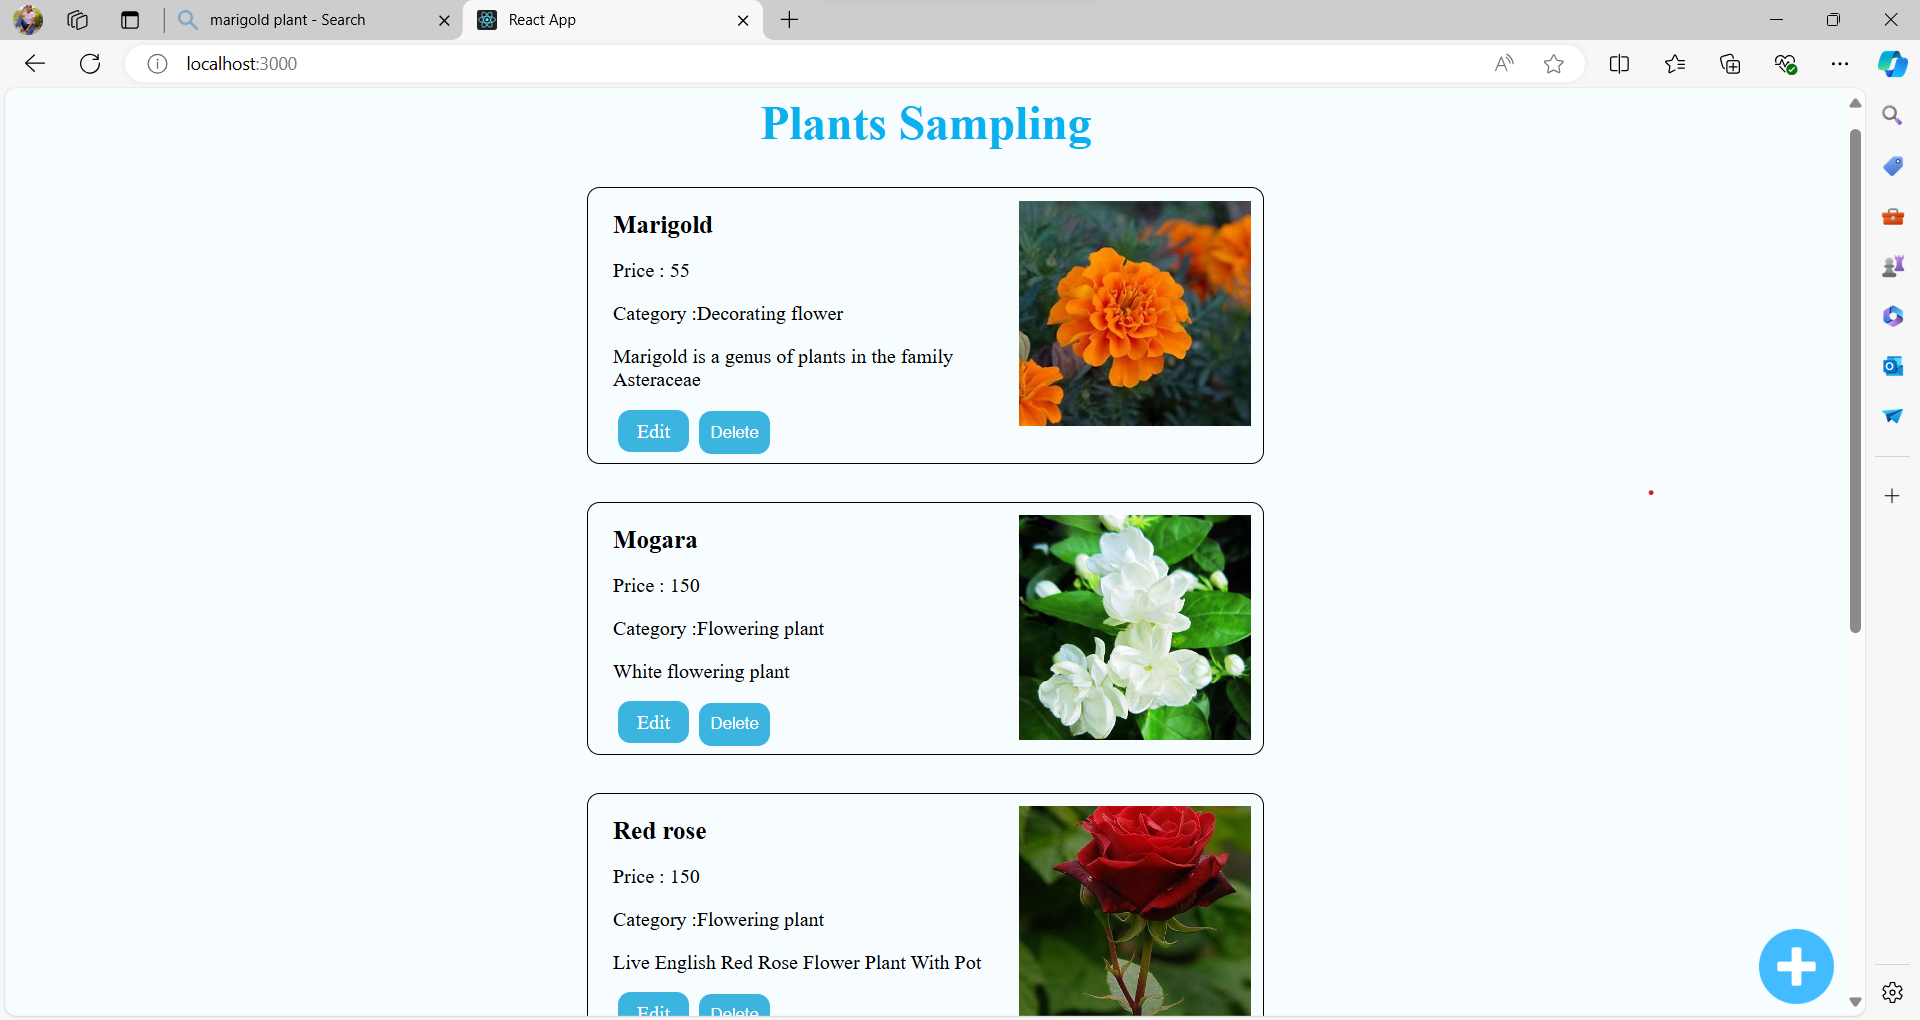 marigold plant - Search
React App
localhost:3000
Plants Sampling
Marigold
Price : 55
Category :Decorating flower
Marigold is a genus of plants in the family
Asteraceae
Edit Delete
Mogara
Price : 150
Category :Flowering plant
White flowering plant
Edit Delete
Red rose
Price : 150
Category :Flowering plant
Live English Red Rose Flower Plant With Pot
Edit Delete